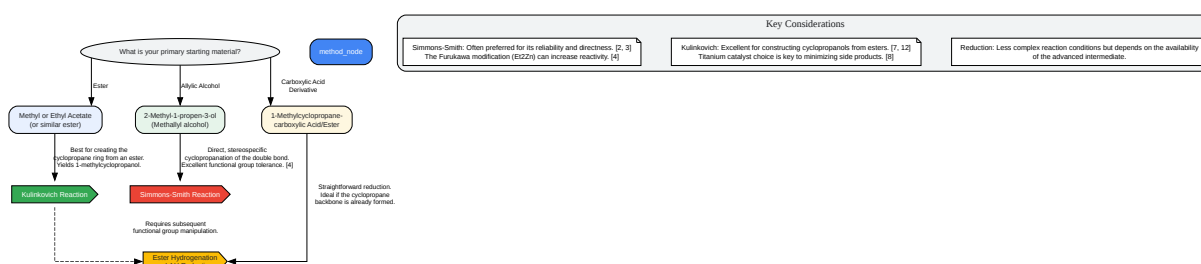 Key Considerations
What is your primary starting material?
method_node
Simmons-Smith: Often preferred for its reliability and directness. [2, 3]
The Furukawa modification (Et2Zn) can increase reactivity. [4]
Kulinkovich: Excellent for constructing cyclopropanols from esters. [7, 12]
Titanium catalyst choice is key to minimizing side products. [8]
Reduction: Less complex reaction conditions but depends on the availability
of the advanced intermediate.
Ester
Allylic Alcohol
Carboxylic Acid
Derivative
Methyl or Ethyl Acetate
(or similar ester)
2-Methyl-1-propen-3-ol
(Methallyl alcohol)
1-Methylcyclopropane-
carboxylic Acid/Ester
Best for creating the
cyclopropane ring from an ester.
Yields 1-methylcyclopropanol.
Direct, stereospecific
cyclopropanation of the double bond.
Excellent functional group tolerance. [4]
Straightforward reduction.
Ideal if the cyclopropane
backbone is already formed.
Kulinkovich Reaction
Simmons-Smith Reaction
Requires subsequent
functional group manipulation.
Ester Hydrogenation